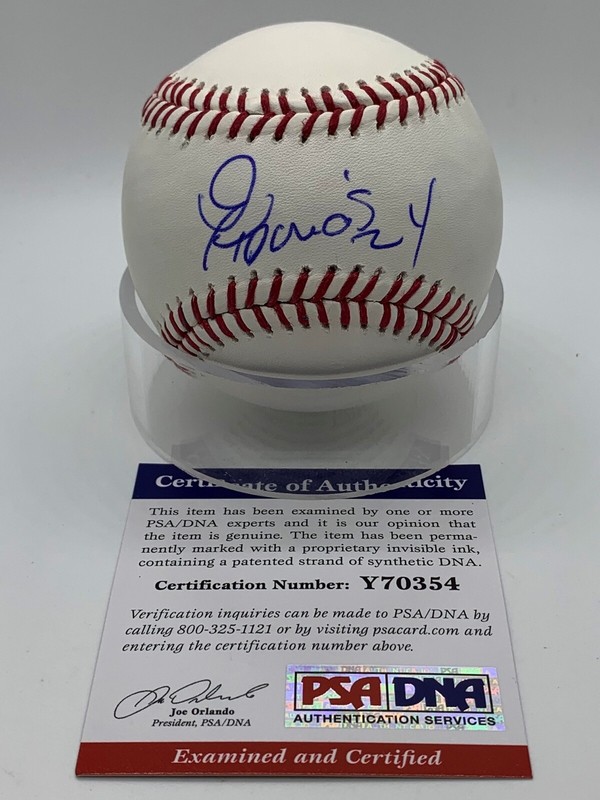 24
Certificate of Authenticity
This item has been examined by one or more
PSA/DNA experts and it is our opinion that
the item is genuine. The item has been perma-
nently marked with a proprietary invisible ink,
containing a patented strand of synthetic DNA.
Certification Number: Y70354
Verification inquiries can be made to PSA/DNA by
calling 800-325-1121 or by visiting psacard.com and
entering the certification number above.
Joe Orlando
President, PSA/DNA
PSA DNA
AUTHENTICATION SERVICES
Examined and Certified